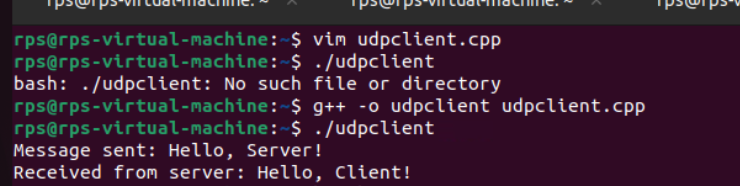 rps@rps-virtual-machine: ~ × rps@rps-virtual-machine: ~ × rps@rps-v
rps@rps-virtual-machine:~$ vim udpclient.cpp
rps@rps-virtual-machine:~$ ./udpclient
bash: ./udpclient: No such file or directory
rps@rps-virtual-machine:~$ g++ -o udpclient udpclient.cpp
rps@rps-virtual-machine:~$ ./udpclient
Message sent: Hello, Server!
Received from server: Hello, Client!